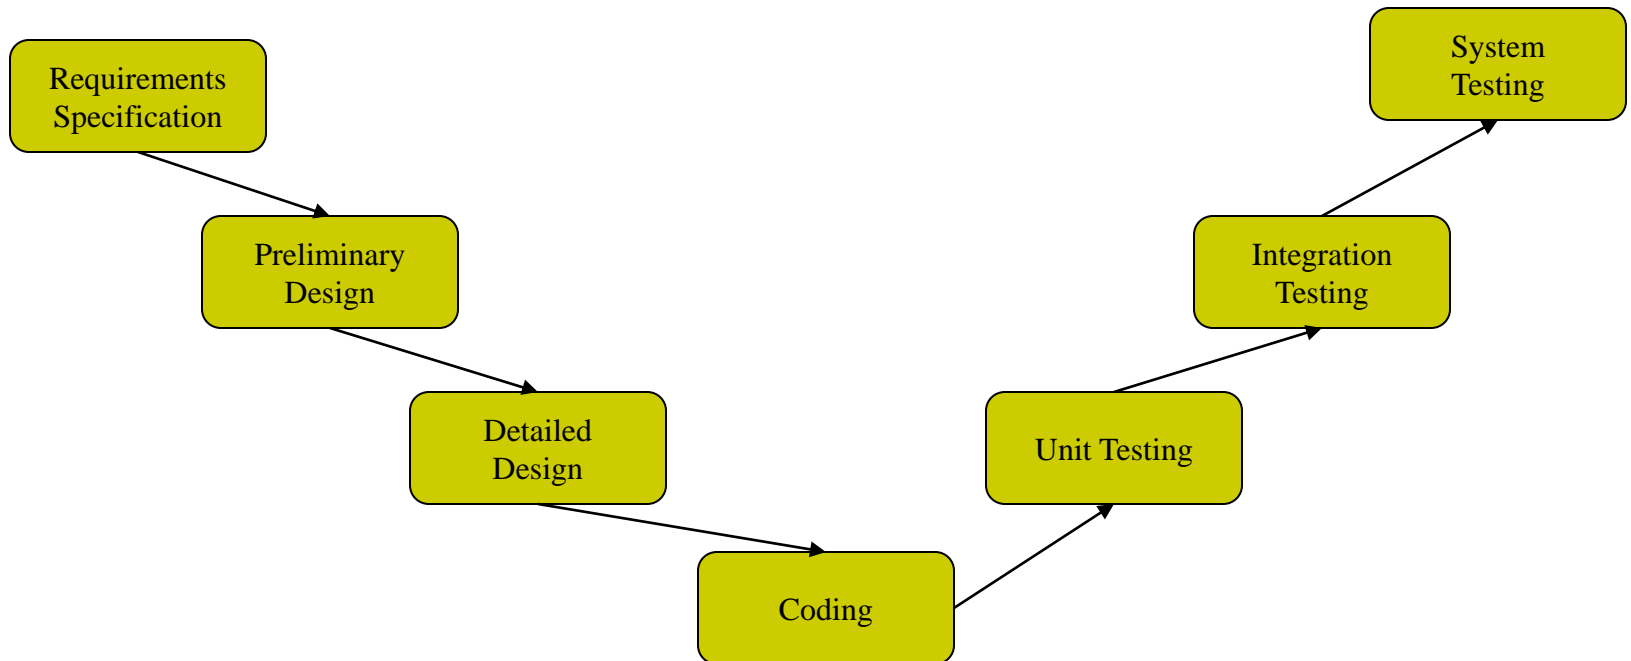 Requirements
Specification
Preliminary
Design
Detailed
Design
Coding
Unit Testing
Integration
Testing
System
Testing